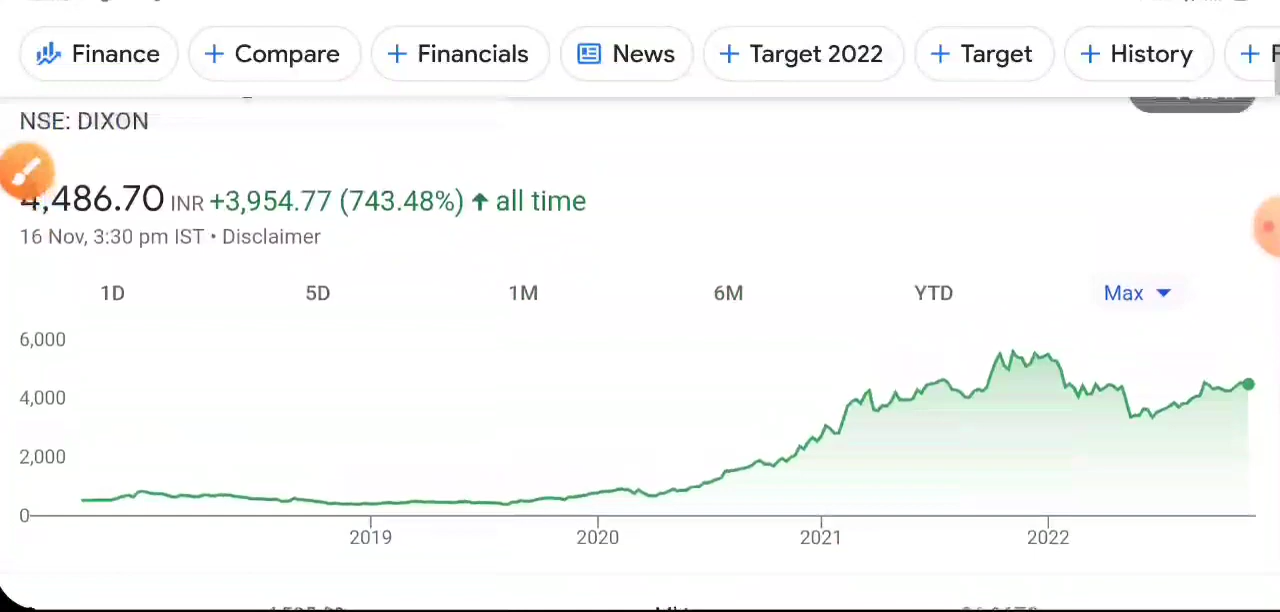 Finance + Compare + Financials News + Target 2022 + Target + History +
NSE: DIXON
4,486.70 INR +3,954.77 (743.48%) ↑ all time
16 Nov, 3:30 pm IST • Disclaimer
1D 5D 1M 6M YTD Max
6,000
4,000
2,000
0
2019 2020 2021 2022